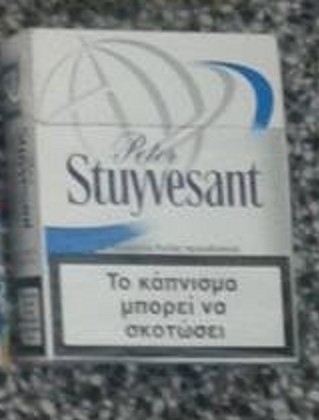 Peter
Stuyvesant
Το κάπνισμα
μπορεί να
σκοτώσει